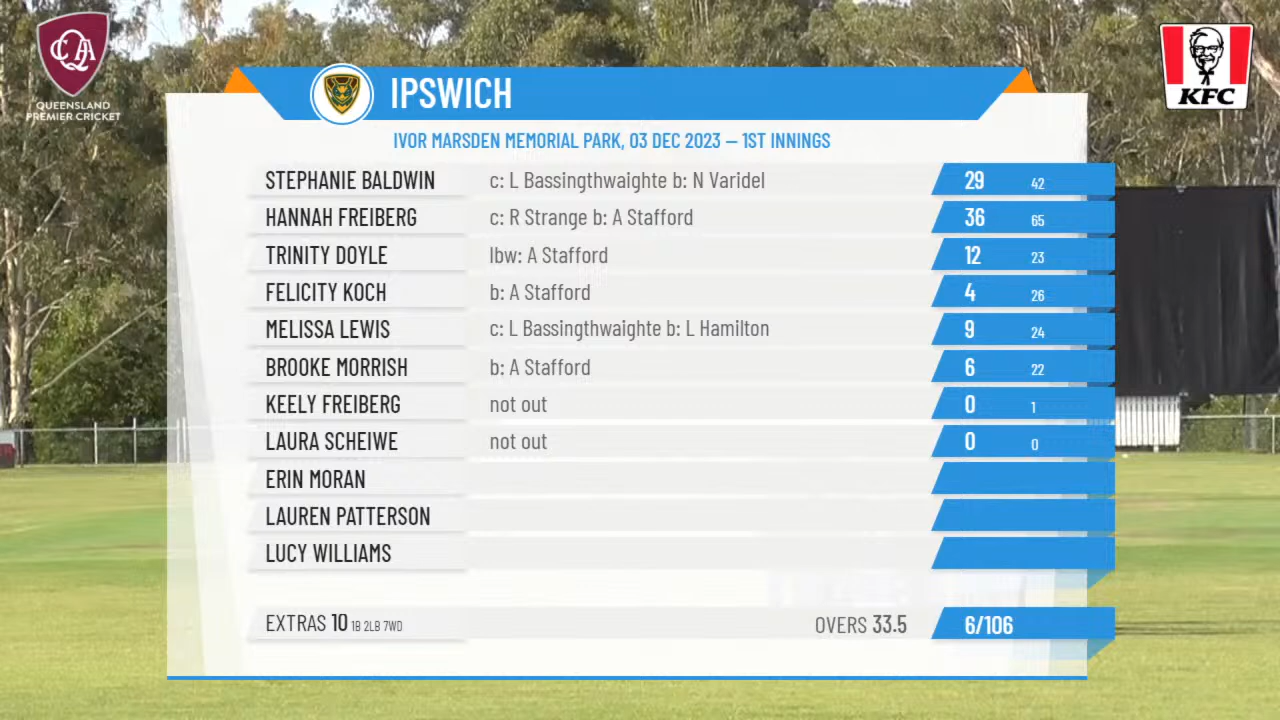 QUEENSLAND
PREMIER CRICKET
KFC
IPSWICH
IVOR MARSDEN MEMORIAL PARK, 03 DEC 2023 – 1ST INNINGS
STEPHANIE BALDWIN c: L Bassingthwaighte b: N Varidel 29 42
HANNAH FREIBERG c: R Strange b: A Stafford 36 65
TRINITY DOYLE lbw: A Stafford 12 23
FELICITY KOCH b: A Stafford 4 26
MELISSA LEWIS c: L Bassingthwaighte b: L Hamilton 9 24
BROOKE MORRISH b: A Stafford 6 22
KEELY FREIBERG not out 0 1
LAURA SCHEIWE not out 0 0
ERIN MORAN
LAUREN PATTERSON
LUCY WILLIAMS
EXTRAS 10 1B 2LB 7WD OVERS 33.5 6/106